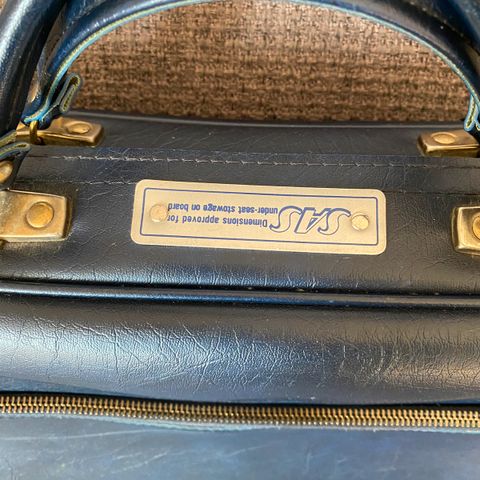 SAS
Dimensions approved for
under-seat stowage on board